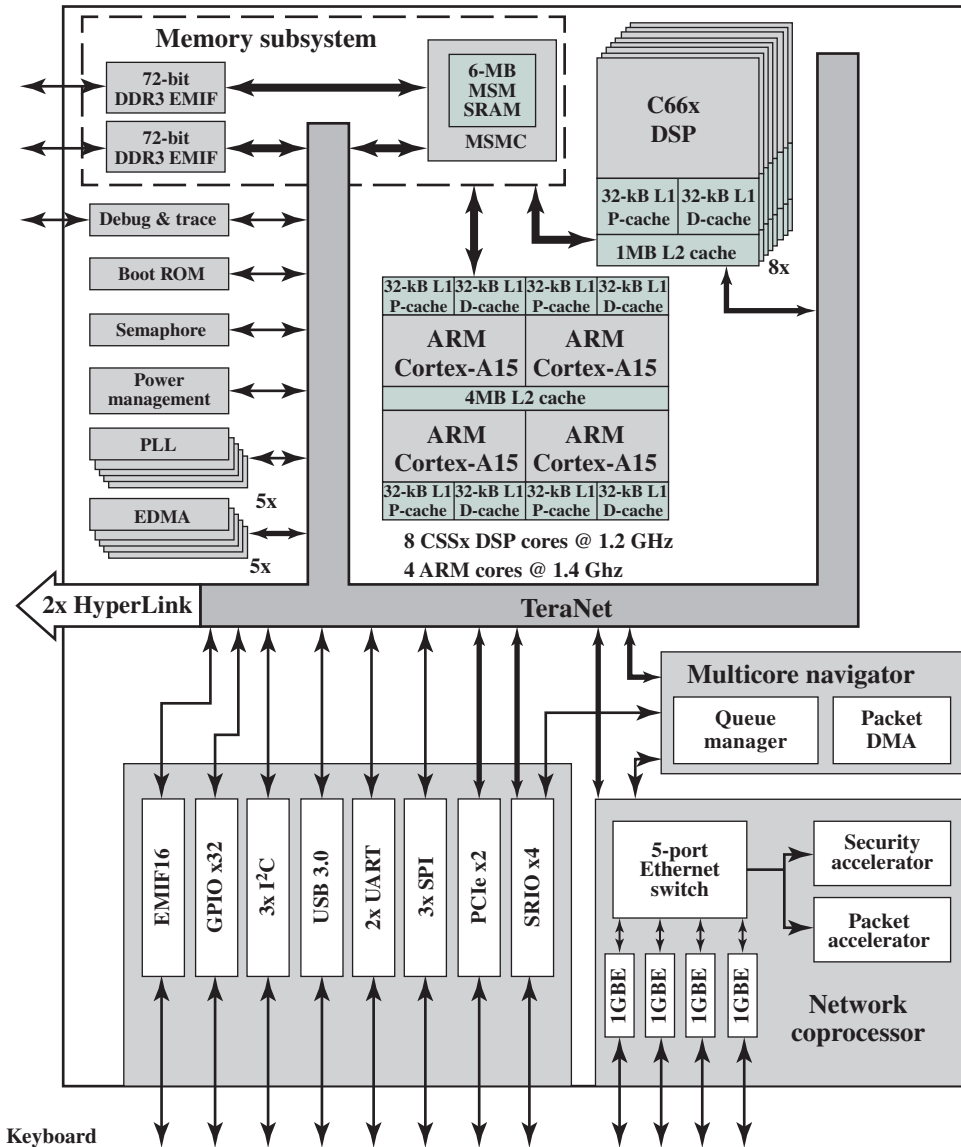 Memory subsystem
72-bit
DDR3 EMIF
72-bit
DDR3 EMIF
6-MB
MSM
SRAM
MSMC
C66x
DSP
32-kB L1
P-cache
32-kB L1
D-cache
1MB L2 cache
8x
Debug & trace
Boot ROM
Semaphore
Power
management
PLL
5x
EDMA
5x
32-kB L1
P-cache
32-kB L1
D-cache
32-kB L1
P-cache
32-kB L1
D-cache
ARM
Cortex-A15
ARM
Cortex-A15
4MB L2 cache
ARM
Cortex-A15
ARM
Cortex-A15
32-kB L1
P-cache
32-kB L1
D-cache
32-kB L1
P-cache
32-kB L1
D-cache
8 CSSx DSP cores @ 1.2 GHz
4 ARM cores @ 1.4 Ghz
2x HyperLink
TeraNet
Multicore navigator
Queue
manager
Packet
DMA
EMIF16
GPIO x32
3x I²C
USB 3.0
2x UART
3x SPI
PCIe x2
SRIO x4
5-port
Ethernet
switch
Security
accelerator
Packet
accelerator
1GBE
1GBE
1GBE
1GBE
Network
coprocessor
Keyboard